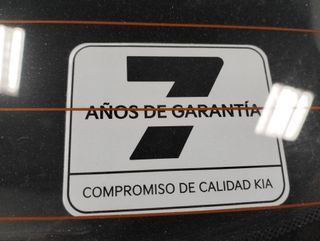 7
AÑOS DE GARANTÍA
COMPROMISO DE CALIDAD KIA